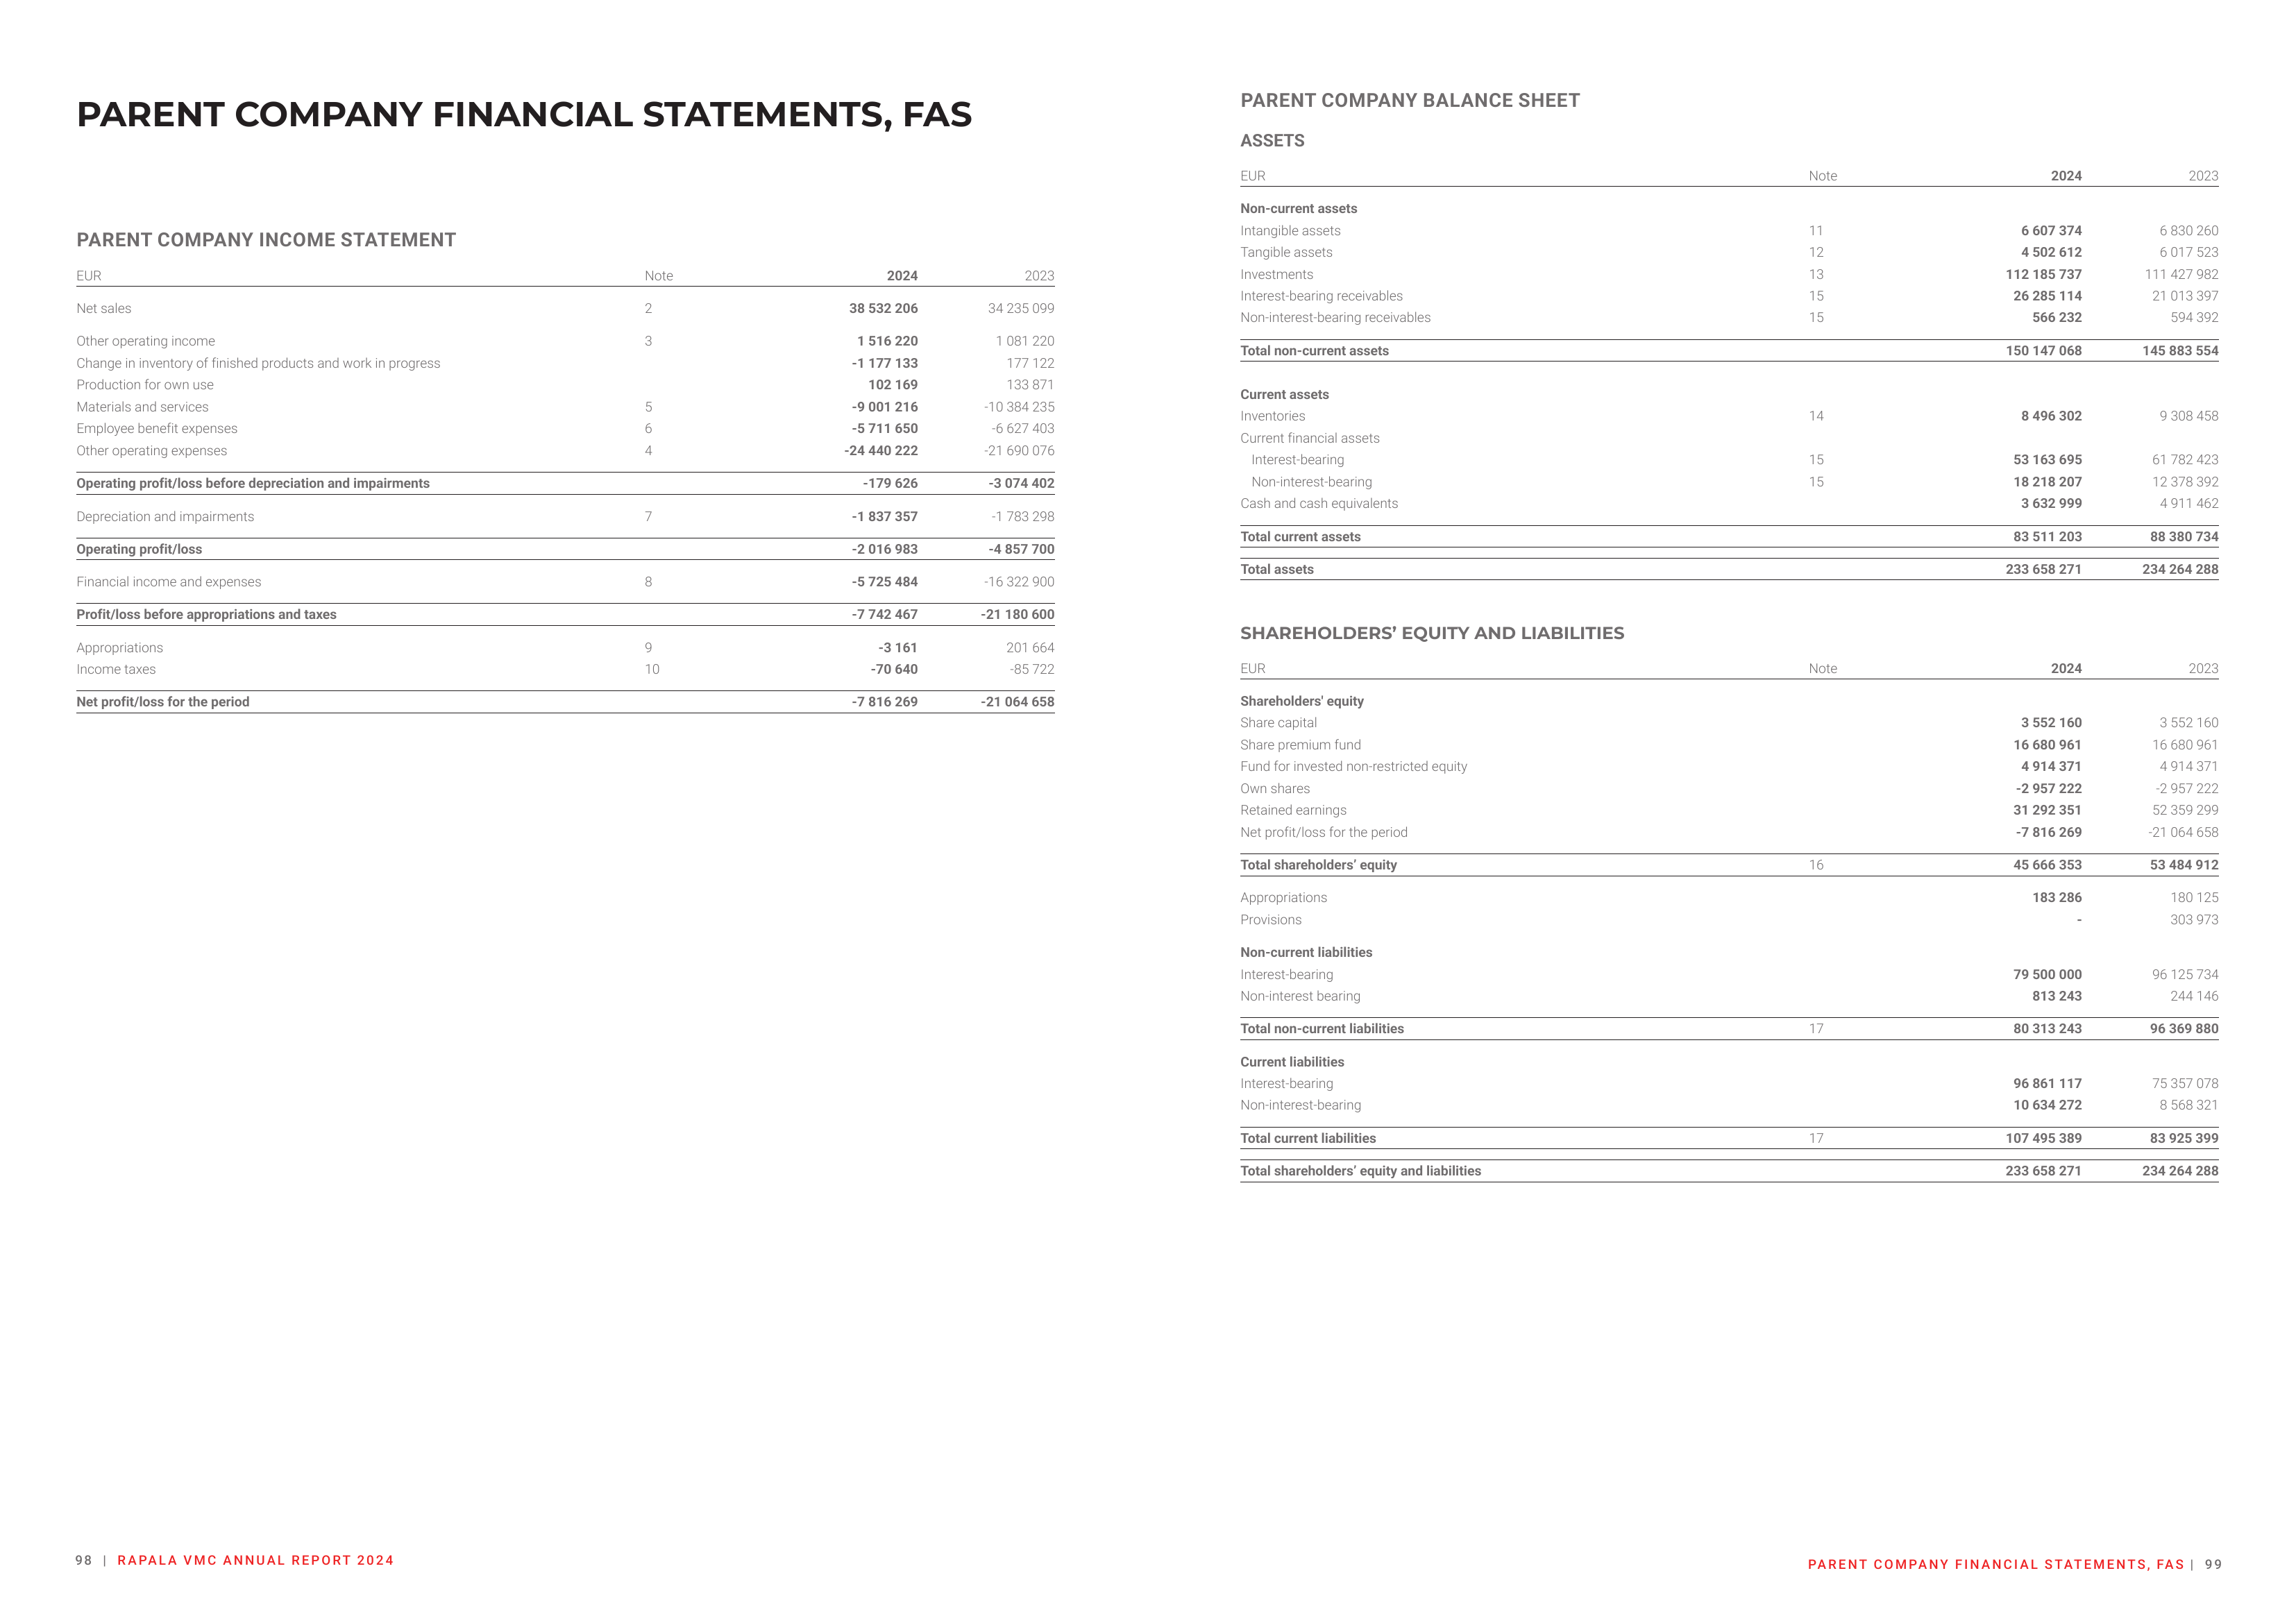 PARENT COMPANY FINANCIAL STATEMENTS, FAS
PARENT COMPANY INCOME STATEMENT
EUR Note 2024 2023
Net sales 2 38 532 206 34 235 099
Other operating income 3 1 516 220 1 081 220
Change in inventory of finished products and work in progress -1 177 133 177 122
Production for own use 102 169 133 871
Materials and services 5 -9 001 216 -10 384 235
Employee benefit expenses 6 -5 711 650 -6 627 403
Other operating expenses 4 -24 440 222 -21 690 076
Operating profit/loss before depreciation and impairments -179 626 -3 074 402
Depreciation and impairments 7 -1 837 357 -1 783 298
Operating profit/loss -2 016 983 -4 857 700
Financial income and expenses 8 -5 725 484 -16 322 900
Profit/loss before appropriations and taxes -7 742 467 -21 180 600
Appropriations 9 -3 161 201 664
Income taxes 10 -70 640 -85 722
Net profit/loss for the period -7 816 269 -21 064 658
98 | RAPALA VMC ANNUAL REPORT 2024
PARENT COMPANY BALANCE SHEET
ASSETS
EUR Note 2024 2023
Non-current assets
Intangible assets 11 6 607 374 6 830 260
Tangible assets 12 4 502 612 6 017 523
Investments 13 112 185 737 111 427 982
Interest-bearing receivables 15 26 285 114 21 013 397
Non-interest-bearing receivables 15 566 232 594 392
Total non-current assets 150 147 068 145 883 554
Current assets
Inventories 14 8 496 302 9 308 458
Current financial assets
Interest-bearing 15 53 163 695 61 782 423
Non-interest-bearing 15 18 218 207 12 378 392
Cash and cash equivalents 3 632 999 4 911 462
Total current assets 83 511 203 88 380 734
Total assets 233 658 271 234 264 288
SHAREHOLDERS’ EQUITY AND LIABILITIES
EUR Note 2024 2023
Shareholders' equity
Share capital 3 552 160 3 552 160
Share premium fund 16 680 961 16 680 961
Fund for invested non-restricted equity 4 914 371 4 914 371
Own shares -2 957 222 -2 957 222
Retained earnings 31 292 351 52 359 299
Net profit/loss for the period -7 816 269 -21 064 658
Total shareholders’ equity 16 45 666 353 53 484 912
Appropriations 183 286 180 125
Provisions - 303 973
Non-current liabilities
Interest-bearing 79 500 000 96 125 734
Non-interest bearing 813 243 244 146
Total non-current liabilities 17 80 313 243 96 369 880
Current liabilities
Interest-bearing 96 861 117 75 357 078
Non-interest-bearing 10 634 272 8 568 321
Total current liabilities 17 107 495 389 83 925 399
Total shareholders’ equity and liabilities 233 658 271 234 264 288
PARENT COMPANY FINANCIAL STATEMENTS, FAS | 99